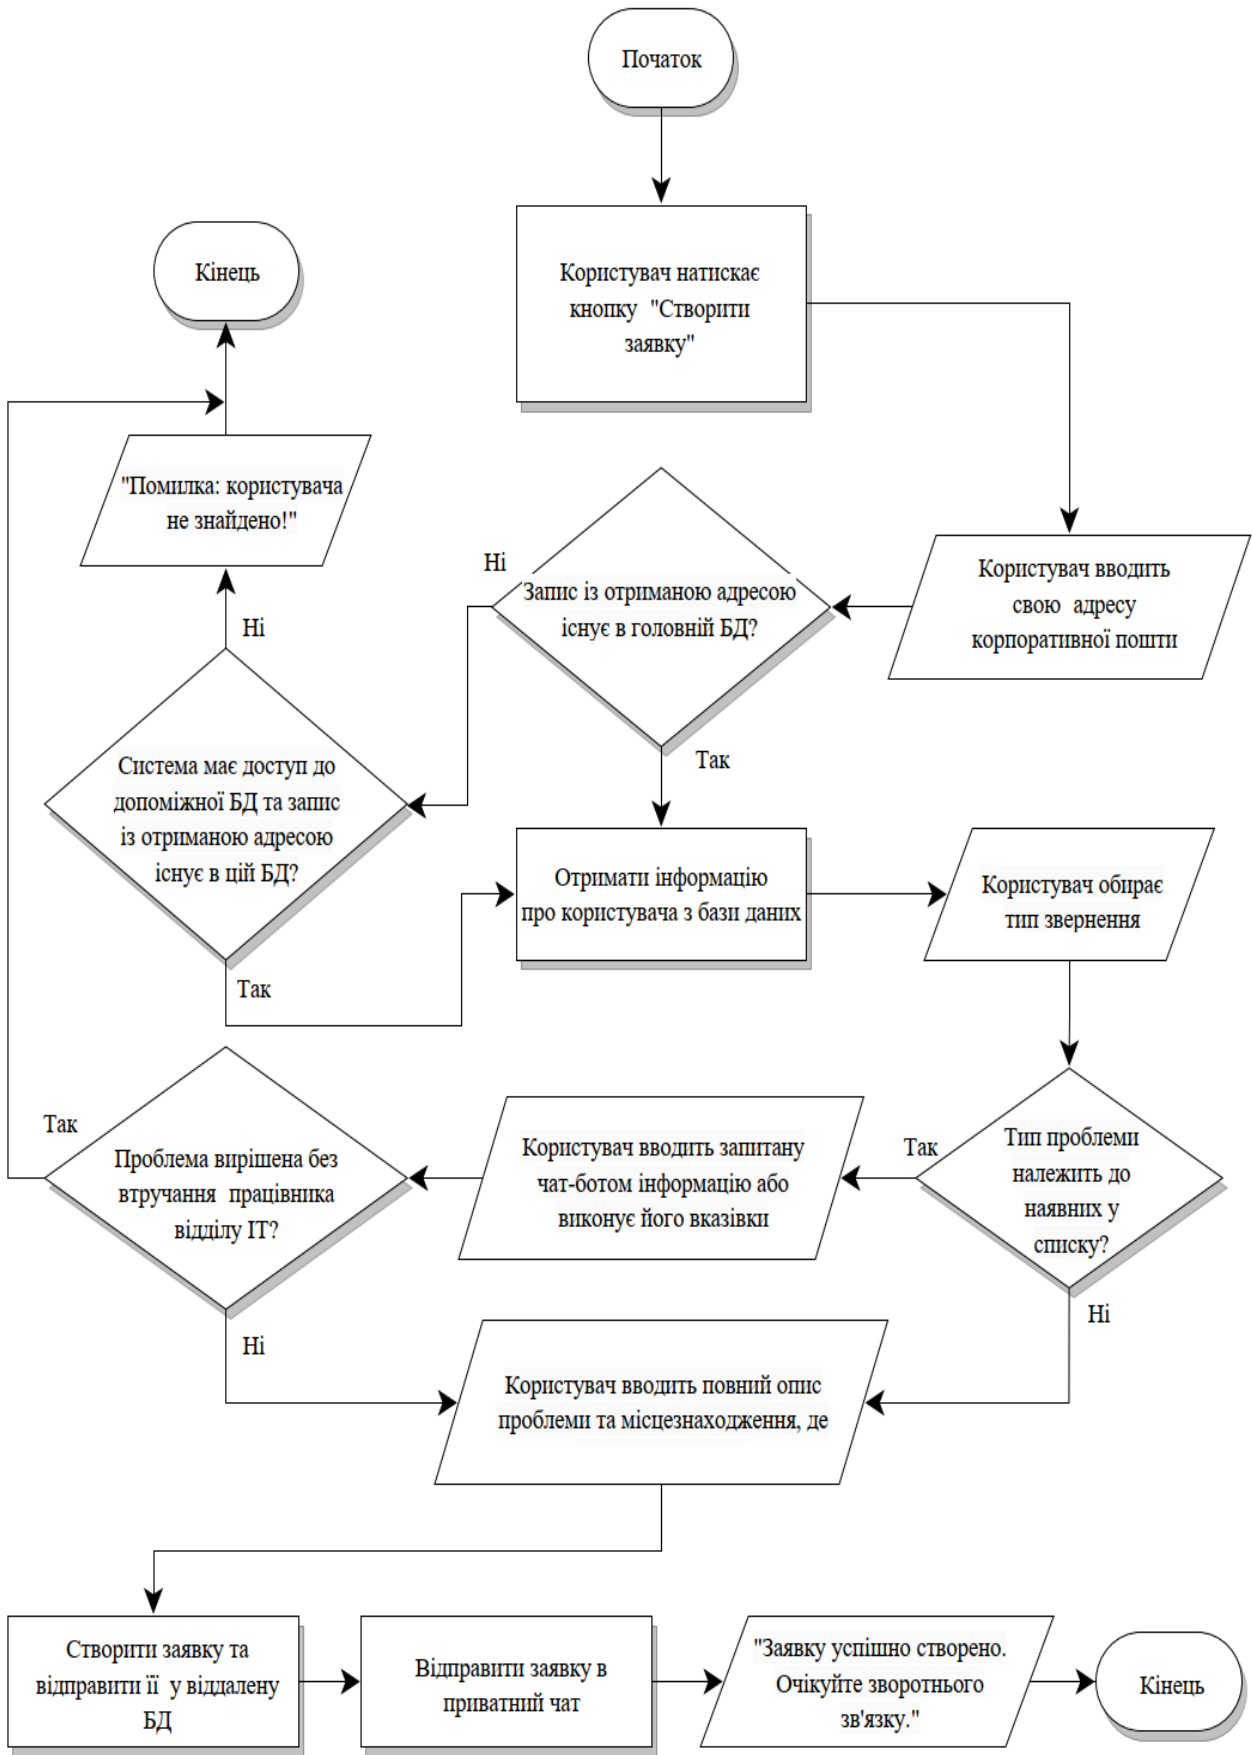 Початок
Користувач натискає
кнопку "Створити
заявку"
Кінець
"Помилка: користувача
не знайдено!"
Ні
Ні
Запис із отриманою адресою
існує в головній БД?
Користувач вводить
свою адресу
корпоративної пошти
Так
Система має доступ до
допоміжної БД та запис
із отриманою адресою
існує в цій БД?
Так
Отримати інформацію
про користувача з бази даних
Користувач обирає
тип звернення
Так
Проблема вирішена без
втручання працівника
відділу ІТ?
Користувач вводить запитану
чат-ботом інформацію або
виконує його вказівки
Так
Тип проблеми
належить до
наявних у
списку?
Ні
Ні
Користувач вводить повний опис
проблеми та місцезнаходження, де
Створити заявку та
відправити її у віддалену
БД
Відправити заявку в
приватний чат
"Заявку успішно створено.
Очікуйте зворотнього
зв'язку."
Кінець